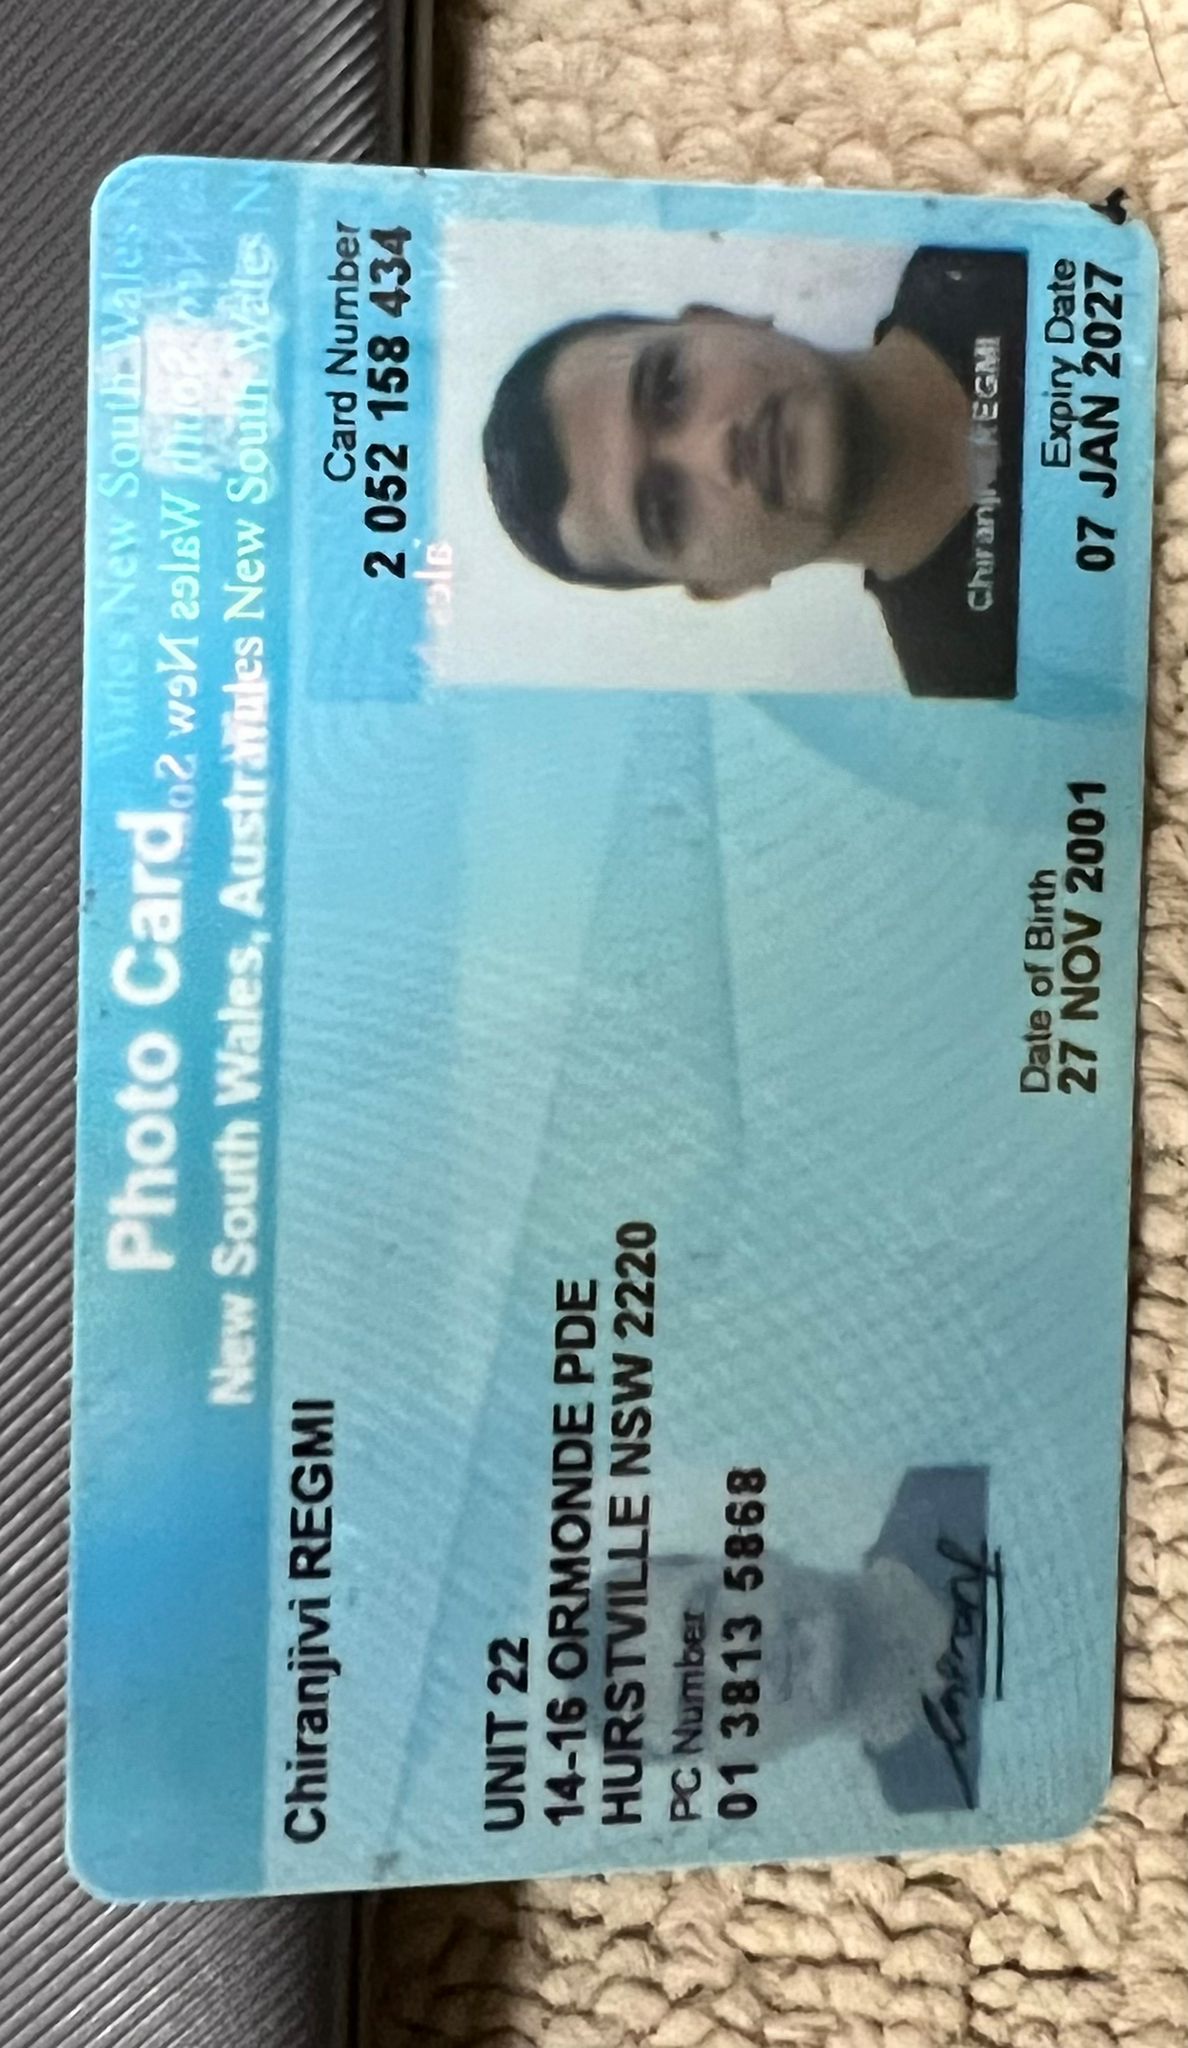 Photo Card
New South Wales, Australia
Chiranjivi REGMI
Card Number
2 052 158 434
UNIT 22
14-16 ORMONDE PDE
HURSTVILLE NSW 2220
PC Number
01 3813 5868
Chiranjivi REGMI
Date of Birth
27 NOV 2001
Expiry Date
07 JAN 2027